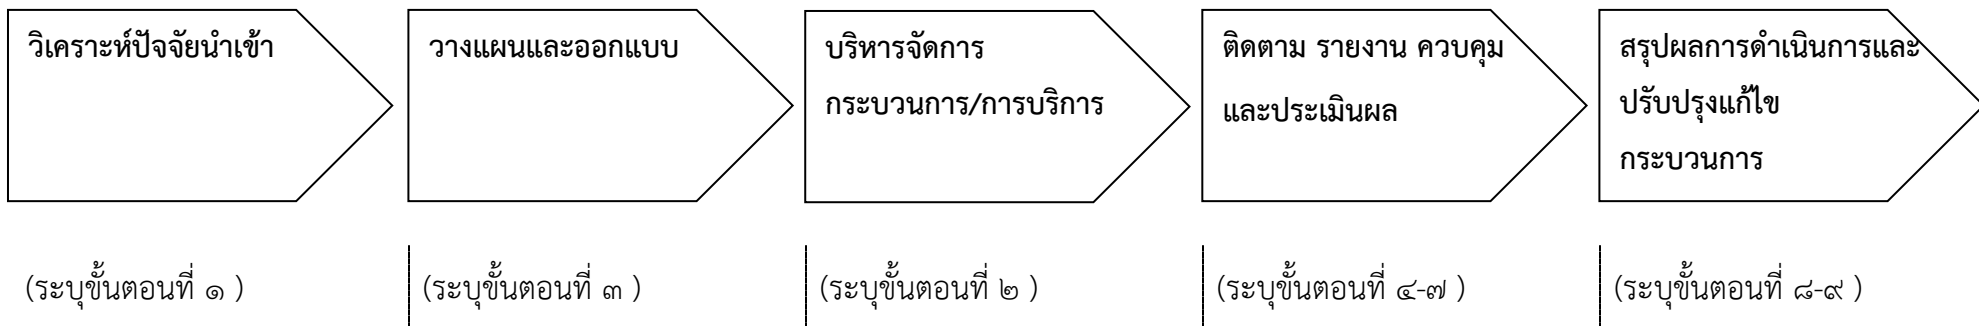 วิเคราะห์ปัจจัยนำเข้า
วางแผนและออกแบบ
บริหารจัดการ
กระบวนการ/การบริการ
ติดตาม รายงาน ควบคุม
และประเมินผล
สรุปผลการดำเนินการและ
ปรับปรุงแก้ไข
กระบวนการ
(ระบุขั้นตอนที่ ๑ )
(ระบุขั้นตอนที่ ๓ )
(ระบุขั้นตอนที่ ๒ )
(ระบุขั้นตอนที่ ๔-๗ )
(ระบุขั้นตอนที่ ๘-๙ )